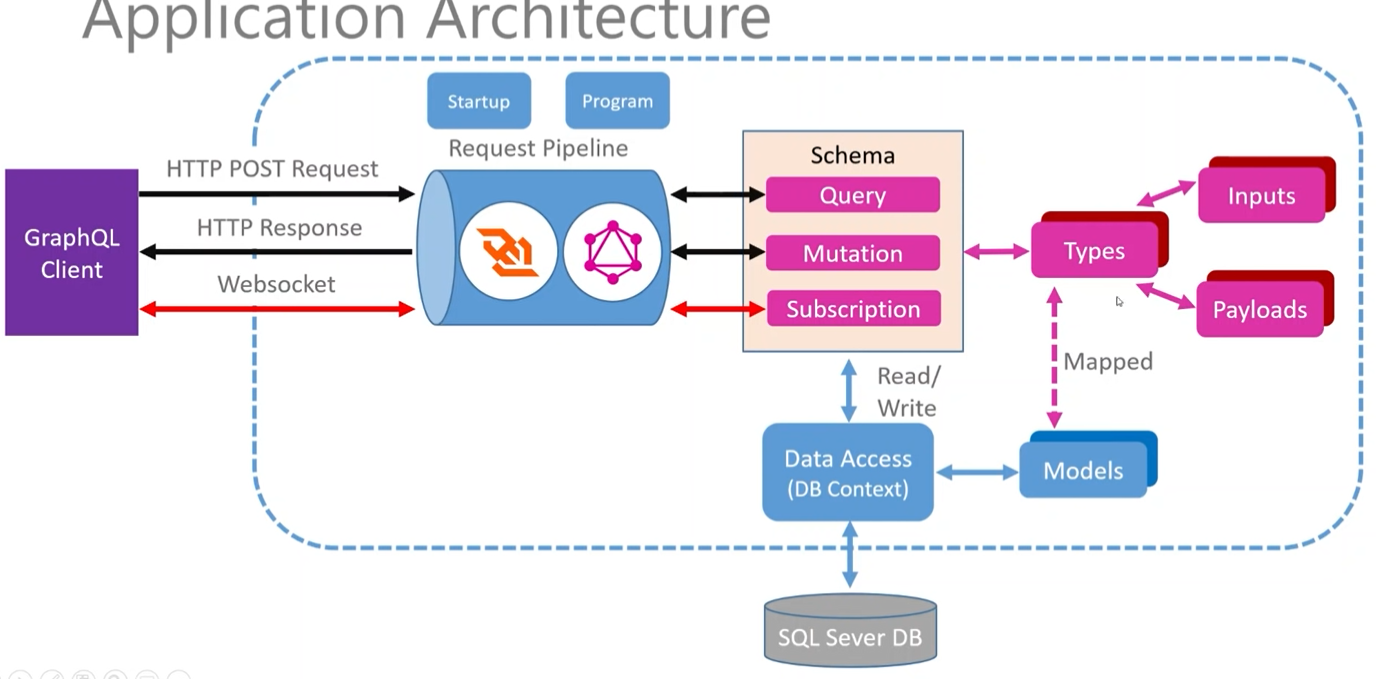 Application Architecture
Startup
Program
Request Pipeline
HTTP POST Request
HTTP Response
Websocket
GraphQL
Client
Schema
Query
Mutation
Subscription
Types
Inputs
Payloads
Mapped
Read/
Write
Data Access
(DB Context)
Models
SQL Sever DB